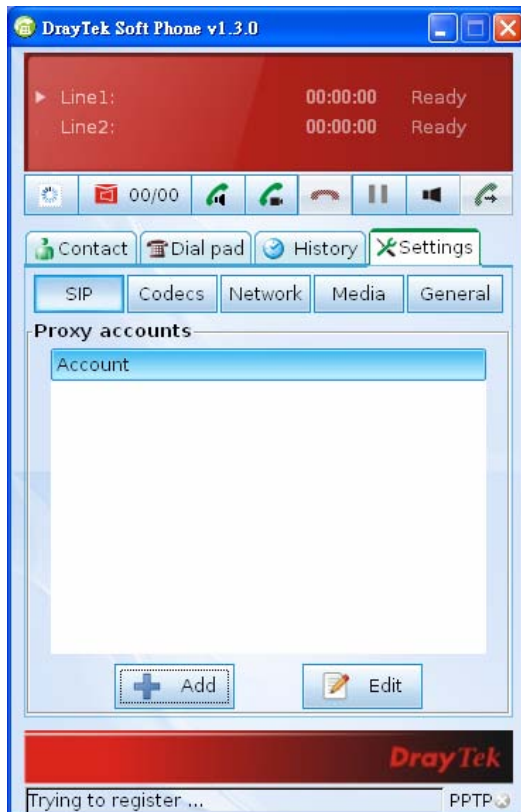 DrayTek Soft Phone v1.3.0
Line1: 00:00:00 Ready
Line2: 00:00:00 Ready
00/00
Contact Dial pad History Settings
SIP Codecs Network Media General
Proxy accounts
Account
Add Edit
DrayTek
Trying to register ... PPTP